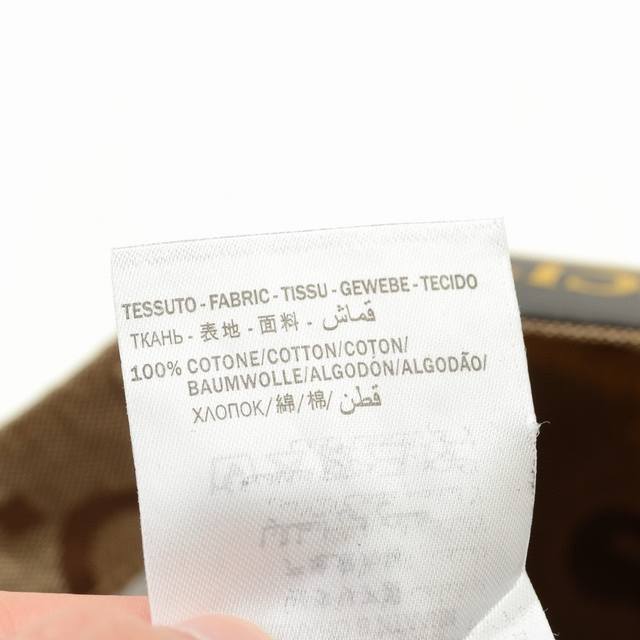 TESSUTO - FABRIC - TISSU - GEWEBE - TECIDO
ТКАНЬ - 表地 - 面料 - قماش
100% COTONE/COTTON/COTON/
BAUMWOLLE/ALGODÓN/ALGODÃO/
ХЛОПОК/綿/棉/ قطن